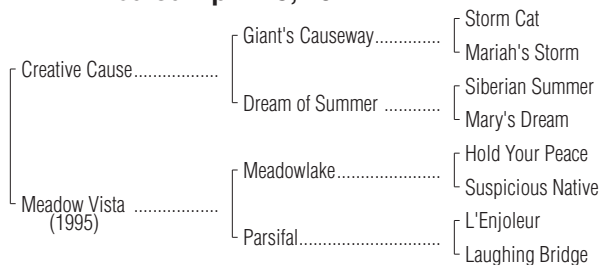 Storm Cat
Giant's Causeway..............
Mariah's Storm
Creative Cause..................
Siberian Summer
Dream of Summer ............
Mary's Dream
Hold Your Peace
Meadowlake......................
Suspicious Native
Meadow Vista ..................
(1995)
L'Enjoleur
Parsifal..............................
Laughing Bridge